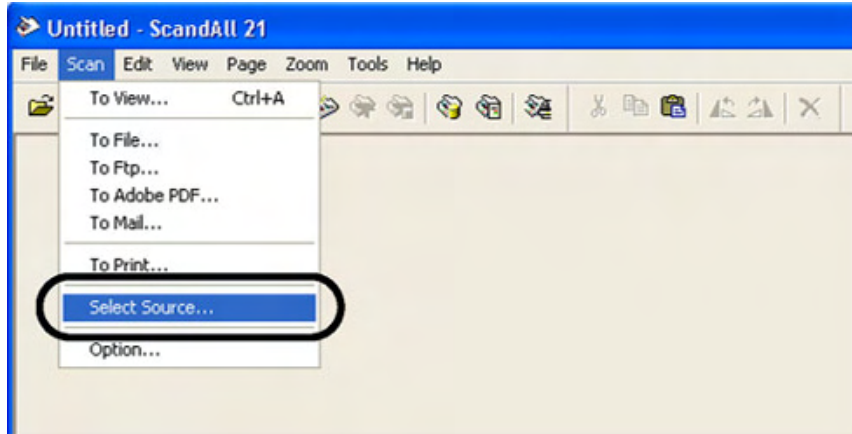 Untitled - ScandAll 21
File Scan Edit View Page Zoom Tools Help
To View... Ctrl+A
To File...
To Ftp...
To Adobe PDF...
To Mail...
To Print...
Select Source...
Option...